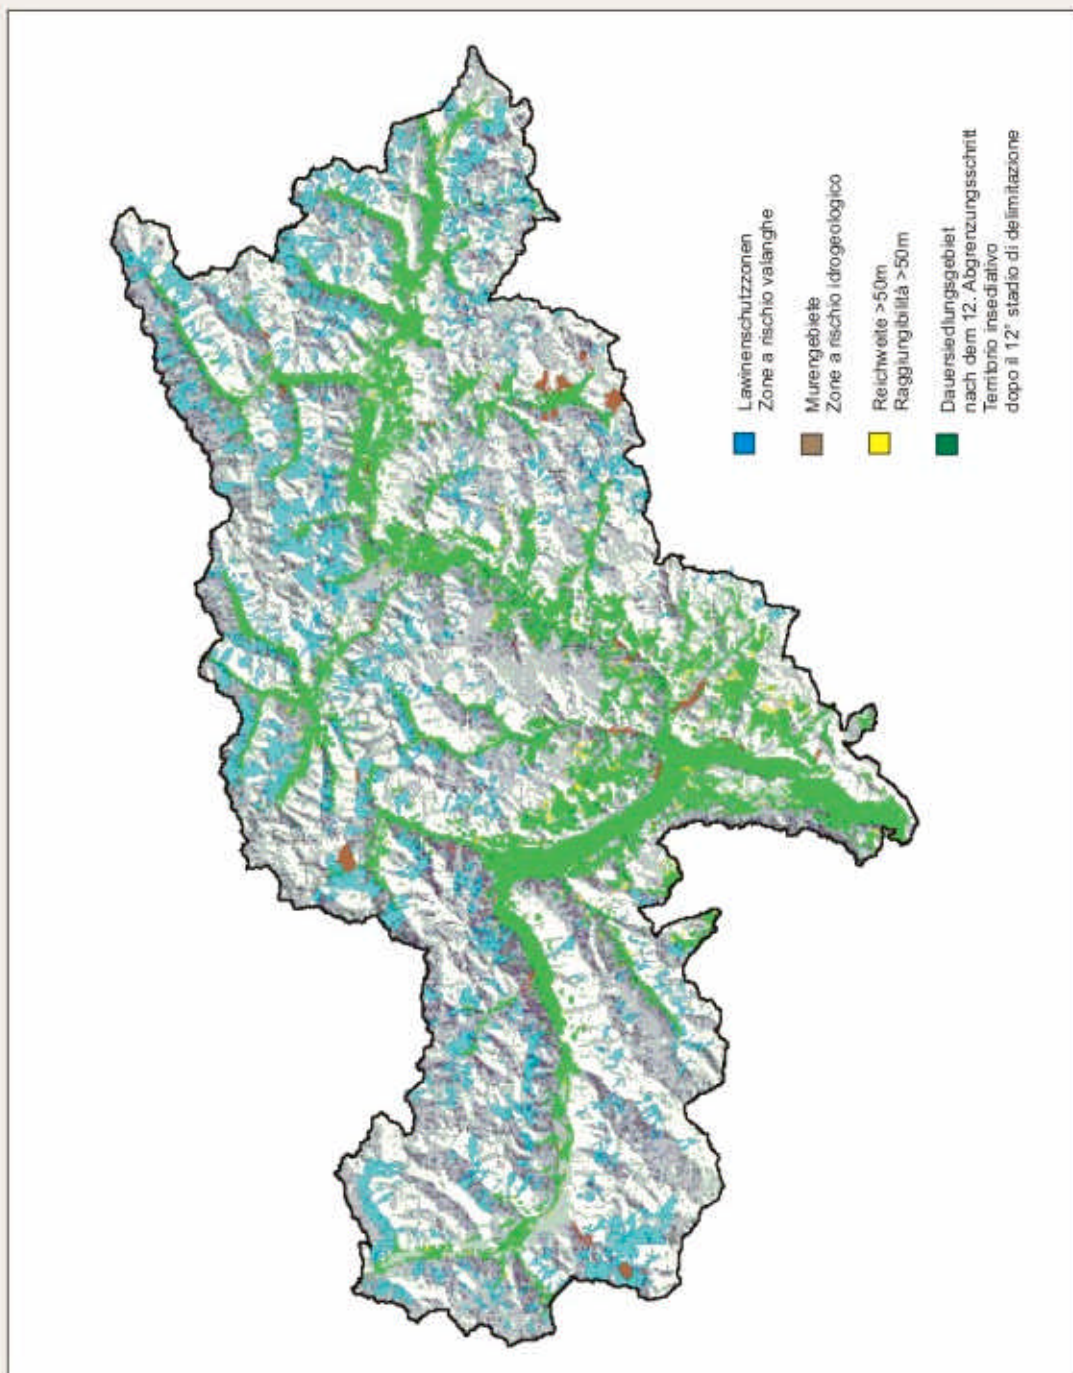 Lawinenschutzzonen
Zone a rischio valanghe
Murengebiete
Zone a rischio idrogeologico
Reichweite >50m
Raggiungibilità >50m
Dauersiedlungsgebiet
nach dem 12. Abgrenzungsschritt
Territorio insediativo
dopo il 12° stadio di delimitazione